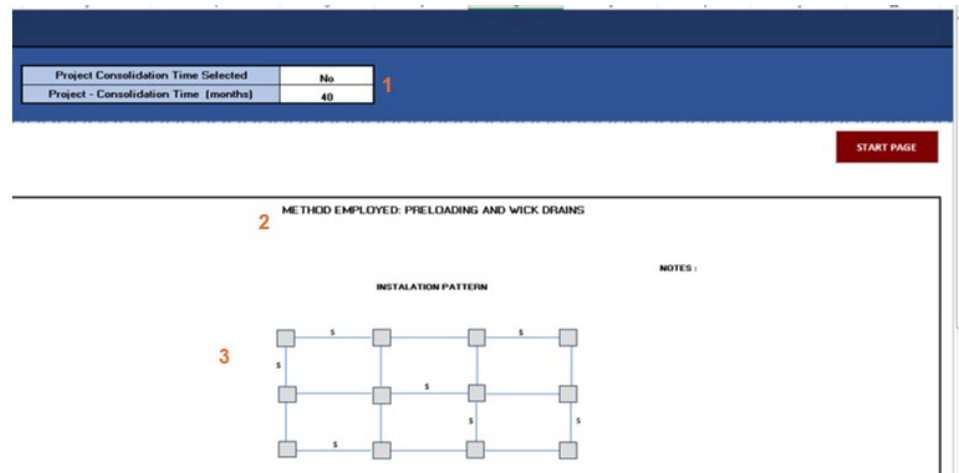 Project Consolidation Time Selected No
Project - Consolidation Time (months) 40
1
START PAGE
METHOD EMPLOYED: PRELOADING AND WICK DRAINS
2
NOTES :
INSTALATION PATTERN
S S
3
S
S
S S
S